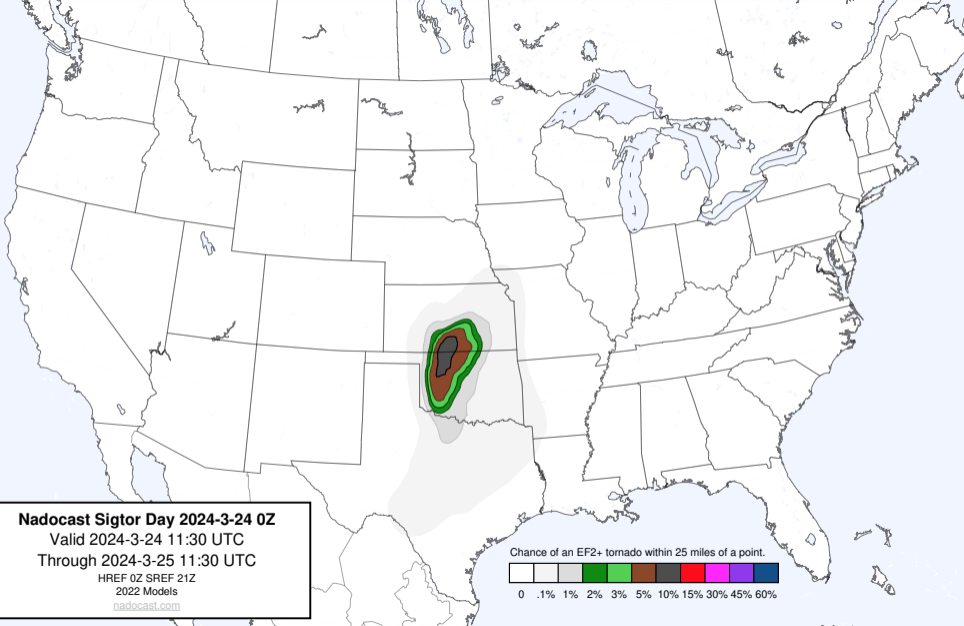 Nadocast Sigtor Day 2024-3-24 0Z
Valid 2024-3-24 11:30 UTC
Through 2024-3-25 11:30 UTC
HREF 0Z SREF 21Z
2022 Models
nadocast.com
Chance of an EF2+ tornado within 25 miles of a point.
0 .1% 1% 2% 3% 5% 10% 15% 30% 45% 60%